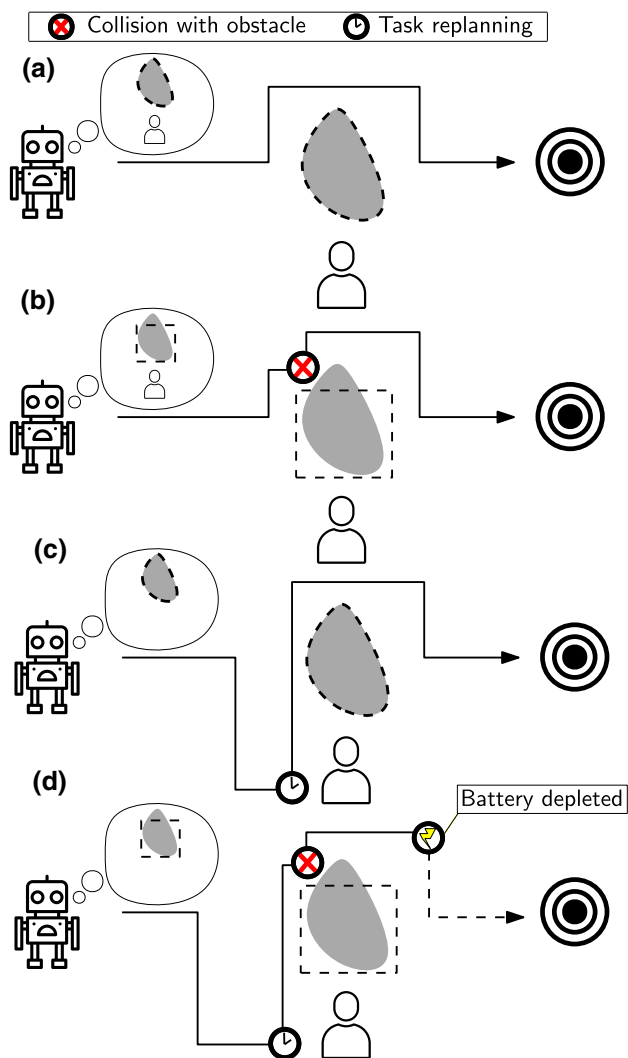 Collision with obstacle Task replanning
(a)
(b)
(c)
(d)
Battery depleted